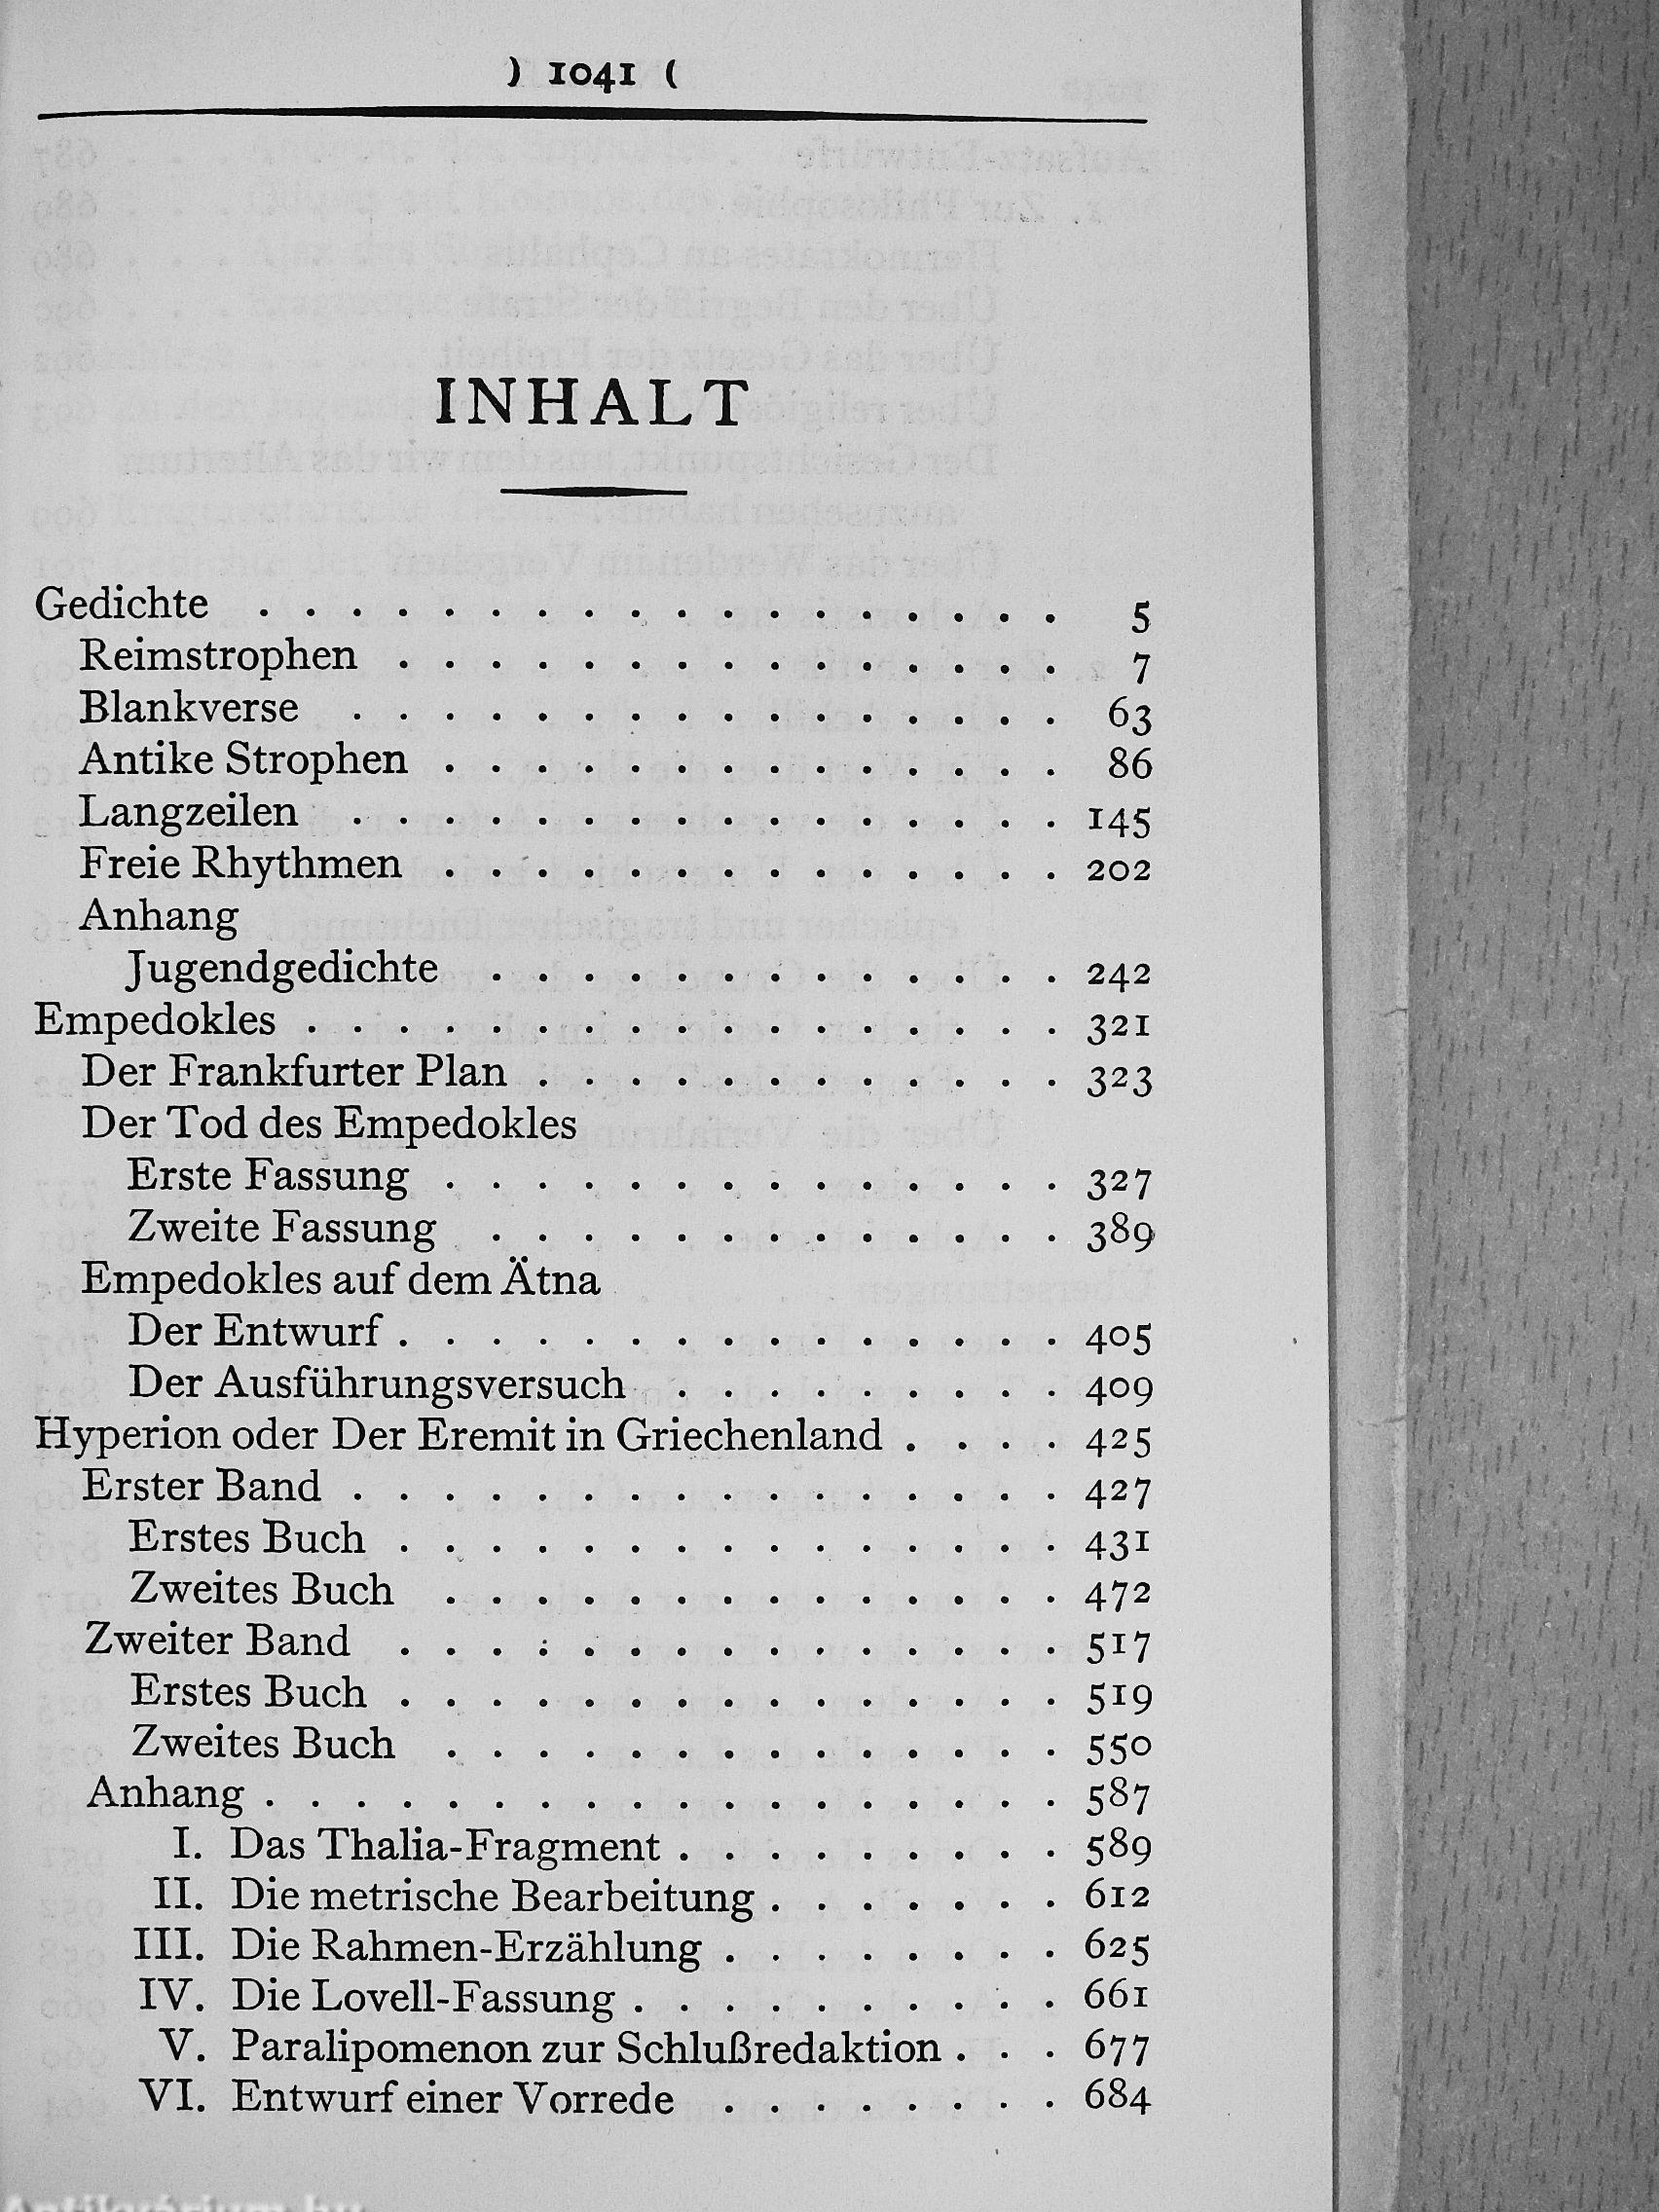 ) 1041 (
INHALT
Gedichte . . . . . . . . . . . . . . . . . . 5
Reimstrophen . . . . . . . . . . . . . . . 7
Blankverse . . . . . . . . . . . . . . . . 63
Antike Strophen . . . . . . . . . . . . . . 86
Langzeilen . . . . . . . . . . . . . . . . 145
Freie Rhythmen . . . . . . . . . . . . . . 202
Anhang
Jugendgedichte . . . . . . . . . . . . . 242
Empedokles . . . . . . . . . . . . . . . . . 321
Der Frankfurter Plan . . . . . . . . . . . . 323
Der Tod des Empedokles
Erste Fassung . . . . . . . . . . . . . . 327
Zweite Fassung . . . . . . . . . . . . . 389
Empedokles auf dem Ätna
Der Entwurf . . . . . . . . . . . . . . . 405
Der Ausführungsversuch . . . . . . . . . 409
Hyperion oder Der Eremit in Griechenland . . . . 425
Erster Band . . . . . . . . . . . . . . . . 427
Erstes Buch . . . . . . . . . . . . . . . 431
Zweites Buch . . . . . . . . . . . . . . 472
Zweiter Band . . . . . . . . . . . . . . . 517
Erstes Buch . . . . . . . . . . . . . . . 519
Zweites Buch . . . . . . . . . . . . . . 550
Anhang . . . . . . . . . . . . . . . . . . 587
I. Das Thalia-Fragment . . . . . . . . . 589
II. Die metrische Bearbeitung . . . . . . . 612
III. Die Rahmen-Erzählung . . . . . . . . 625
IV. Die Lovell-Fassung . . . . . . . . . . 661
V. Paralipomenon zur Schlußredaktion . . . 677
VI. Entwurf einer Vorrede . . . . . . . . 684